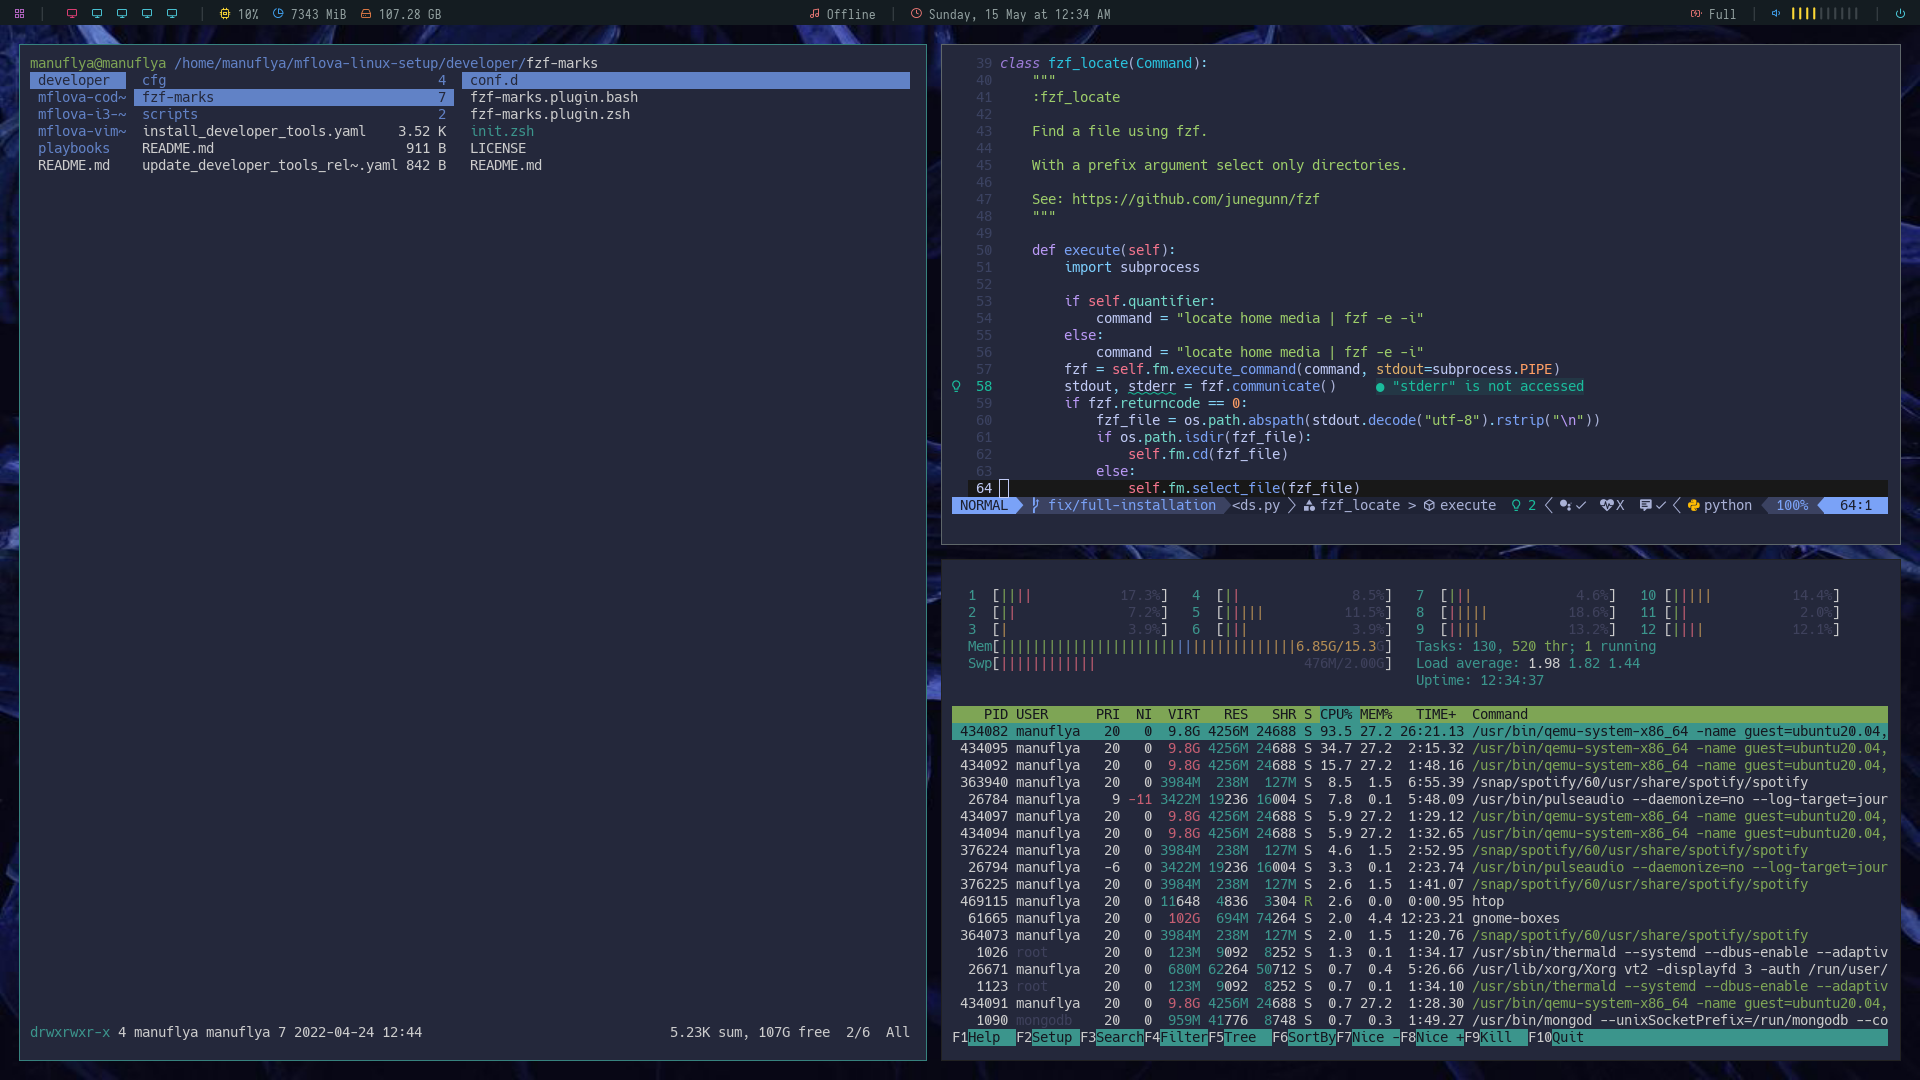 10% 7343 MiB 107.28 GB Offline Sunday, 15 May at 12:34 AM Full
manuflya@manuflya /home/manuflya/mflova-linux-setup/developer/fzf-marks
developer cfg 4 conf.d
mflova-cod~ fzf-marks 7 fzf-marks.plugin.bash
mflova-i3-~ scripts 2 fzf-marks.plugin.zsh
mflova-vim~ install_developer_tools.yaml 3.52 K init.zsh
playbooks README.md 911 B LICENSE
README.md update_developer_tools_rel~.yaml 842 B README.md
drwxrwxr-x 4 manuflya manuflya 7 2022-04-24 12:44 5.23K sum, 107G free 2/6 All
39 class fzf_locate(Command):
40 """
41 :fzf_locate
42
43 Find a file using fzf.
44
45 With a prefix argument select only directories.
46
47 See: https://github.com/junegunn/fzf
48 """
49
50 def execute(self):
51 import subprocess
52
53 if self.quantifier:
54 command = "locate home media | fzf -e -i"
55 else:
56 command = "locate home media | fzf -e -i"
57 fzf = self.fm.execute_command(command, stdout=subprocess.PIPE)
58 stdout, stderr = fzf.communicate() ● "stderr" is not accessed
59 if fzf.returncode == 0:
60 fzf_file = os.path.abspath(stdout.decode("utf-8").rstrip("\n"))
61 if os.path.isdir(fzf_file):
62 self.fm.cd(fzf_file)
63 else:
64 self.fm.select_file(fzf_file)
NORMAL fix/full-installation <ds.py fzf_locate > execute 2 ✓ X ✓ python 100% 64:1
1 [|||| 17.3%] 4 [|| 8.5%] 7 [||| 4.6%] 10 [||||| 14.4%]
2 [|| 7.2%] 5 [||||| 11.5%] 8 [||||| 18.6%] 11 [|| 2.0%]
3 [| 3.9%] 6 [||| 3.9%] 9 [|||| 13.2%] 12 [|||| 12.1%]
Mem[|||||||||||||||||||||||||||||||||||||6.85G/15.3G] Tasks: 130, 520 thr; 1 running
Swp[|||||||||||| 476M/2.00G] Load average: 1.98 1.82 1.44
Uptime: 12:34:37
PID USER PRI NI VIRT RES SHR S CPU% MEM% TIME+ Command
434082 manuflya 20 0 9.8G 4256M 24688 S 93.5 27.2 26:21.13 /usr/bin/qemu-system-x86_64 -name guest=ubuntu20.04,
434095 manuflya 20 0 9.8G 4256M 24688 S 34.7 27.2 2:15.32 /usr/bin/qemu-system-x86_64 -name guest=ubuntu20.04,
434092 manuflya 20 0 9.8G 4256M 24688 S 15.7 27.2 1:48.16 /usr/bin/qemu-system-x86_64 -name guest=ubuntu20.04,
363940 manuflya 20 0 3984M 238M 127M S 8.5 1.5 6:55.39 /snap/spotify/60/usr/share/spotify/spotify
26784 manuflya 9 -11 3422M 19236 16004 S 7.8 0.1 5:48.09 /usr/bin/pulseaudio --daemonize=no --log-target=jour
434097 manuflya 20 0 9.8G 4256M 24688 S 5.9 27.2 1:29.12 /usr/bin/qemu-system-x86_64 -name guest=ubuntu20.04,
434094 manuflya 20 0 9.8G 4256M 24688 S 5.9 27.2 1:32.65 /usr/bin/qemu-system-x86_64 -name guest=ubuntu20.04,
376224 manuflya 20 0 3984M 238M 127M S 4.6 1.5 2:52.95 /snap/spotify/60/usr/share/spotify/spotify
26794 manuflya -6 0 3422M 19236 16004 S 3.3 0.1 2:23.74 /usr/bin/pulseaudio --daemonize=no --log-target=jour
376225 manuflya 20 0 3984M 238M 127M S 2.6 1.5 1:41.07 /snap/spotify/60/usr/share/spotify/spotify
469115 manuflya 20 0 11648 4836 3304 R 2.6 0.0 0:00.95 htop
61665 manuflya 20 0 102G 694M 74264 S 2.0 4.4 12:23.21 gnome-boxes
364073 manuflya 20 0 3984M 238M 127M S 2.0 1.5 1:20.76 /snap/spotify/60/usr/share/spotify/spotify
1026 root 20 0 123M 9092 8252 S 1.3 0.1 1:34.17 /usr/sbin/thermald --systemd --dbus-enable --adaptiv
26671 manuflya 20 0 680M 62264 50712 S 0.7 0.4 5:26.66 /usr/lib/xorg/Xorg vt2 -displayfd 3 -auth /run/user/
1123 root 20 0 123M 9092 8252 S 0.7 0.1 1:34.10 /usr/sbin/thermald --systemd --dbus-enable --adaptiv
434091 manuflya 20 0 9.8G 4256M 24688 S 0.7 27.2 1:28.30 /usr/bin/qemu-system-x86_64 -name guest=ubuntu20.04,
1090 mongodb 20 0 959M 41776 8748 S 0.7 0.3 1:49.27 /usr/bin/mongod --unixSocketPrefix=/run/mongodb --co
F1Help F2Setup F3SearchF4FilterF5Tree F6SortByF7Nice -F8Nice +F9Kill F10Quit